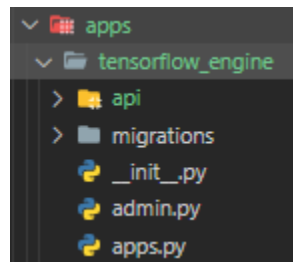 apps
tensorflow_engine
api
migrations
__init__.py
admin.py
apps.py